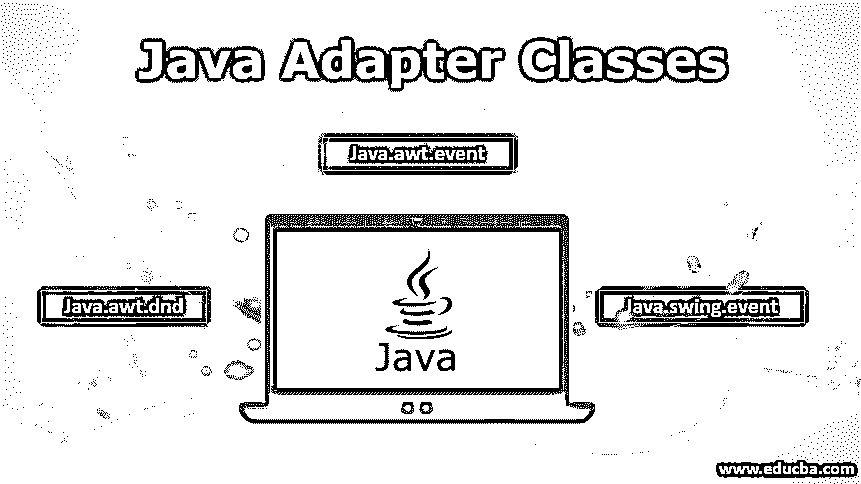 Java Adapter Classes
Java.awt.event
Java.awt.dnd
Java.swing.event
Java
www.educba.com